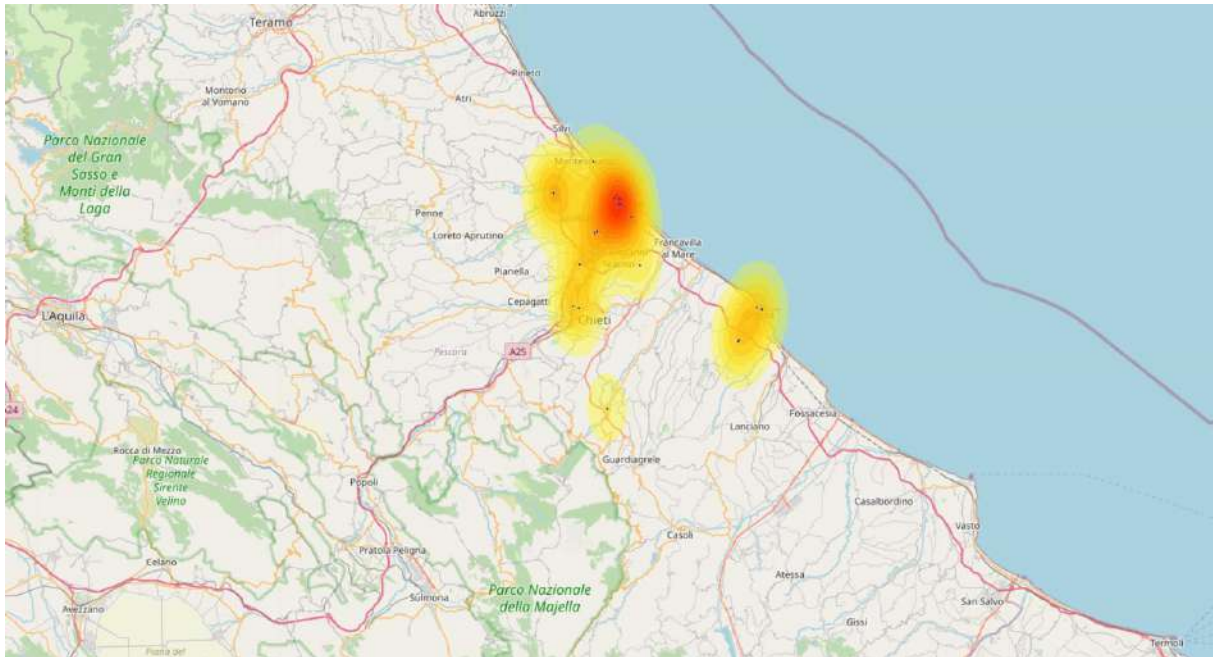 Abruzzi
Teramo
Pineto
Montorio
al Vomano
Atri
Silvi
Parco Nazionale
del Gran
Sasso e
Monti della
Laga
Penne
Loreto Aprutino
Francavilla
al Mare
Pianella
Cepagatti
Chieti
L'Aquila
Pescara
A25
A24
Fossacesia
Lanciano
Rocca di Mezzo
Parco Naturale
Regionale
Sirente
Velino
Guardiagrele
Popoli
Casalbordino
Vasto
Casoli
Pratola Peligna
Celano
Atessa
Parco Nazionale
della Majella
Sulmona
San Salvo
Avezzano
Gissi
Termoli
Piana del